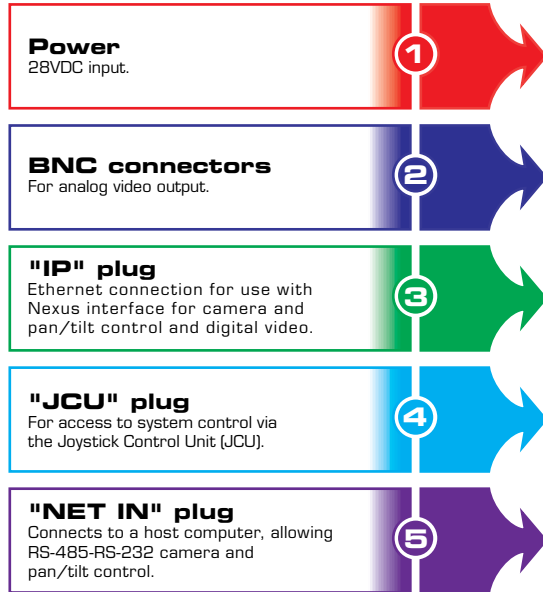 Power
28VDC input.
1
BNC connectors
For analog video output.
2
"IP" plug
Ethernet connection for use with
Nexus interface for camera and
pan/tilt control and digital video.
3
"JCU" plug
For access to system control via
the Joystick Control Unit (JCU).
4
"NET IN" plug
Connects to a host computer, allowing
RS-485-RS-232 camera and
pan/tilt control.
5